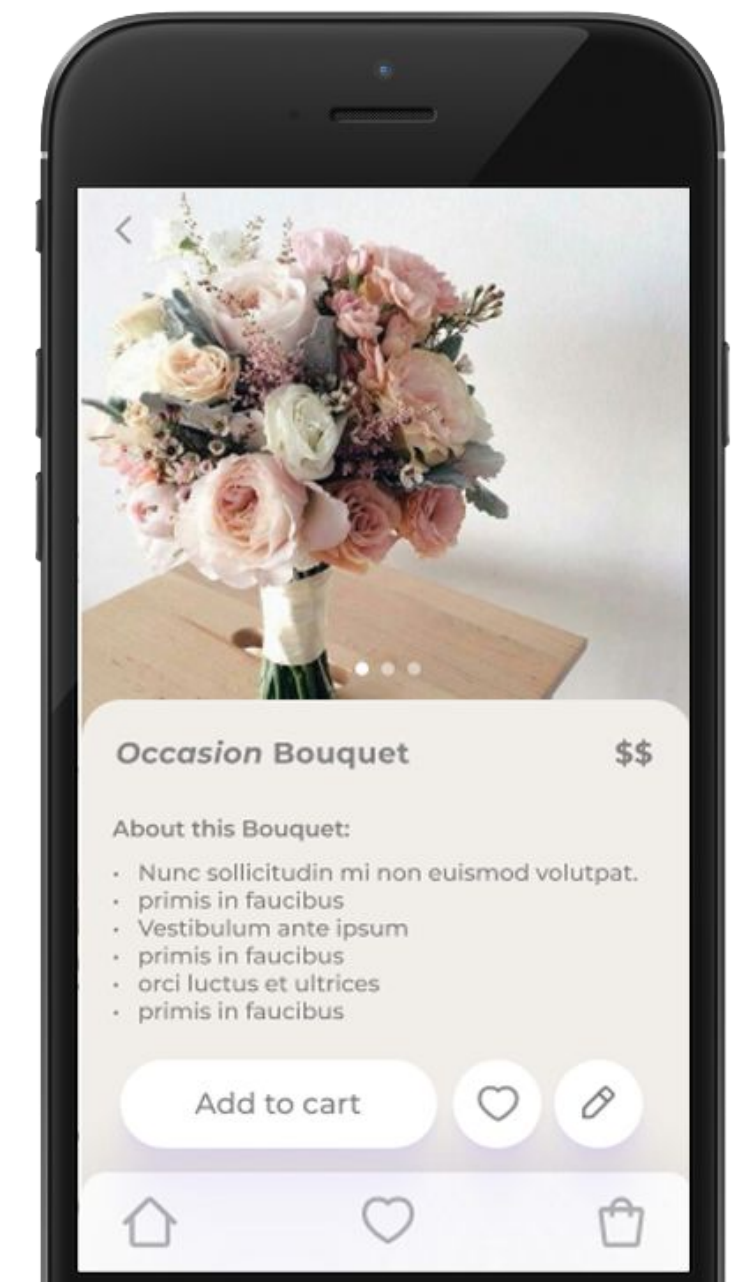 Occasion Bouquet $$
About this Bouquet:
• Nunc sollicitudin mi non euismod volutpat.
• primis in faucibus
• Vestibulum ante ipsum
• primis in faucibus
• orci luctus et ultrices
• primis in faucibus
Add to cart